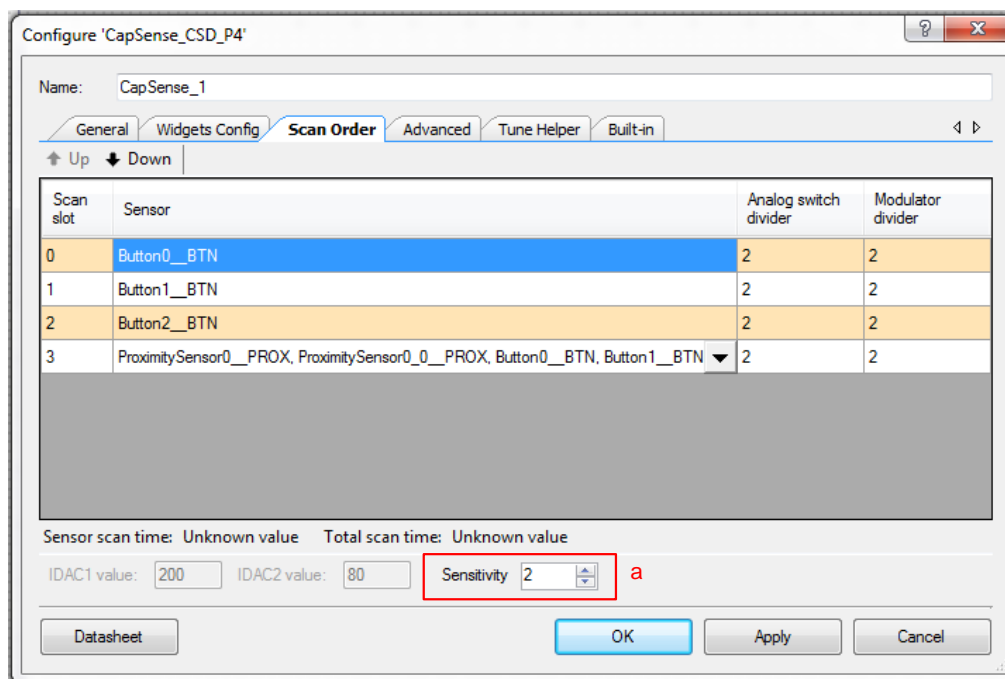 Configure 'CapSense_CSD_P4'
Name: CapSense_1
General Widgets Config Scan Order Advanced Tune Helper Built-in
Up Down
Scan slot Sensor Analog switch divider Modulator divider
0 Button0__BTN 2 2
1 Button1__BTN 2 2
2 Button2__BTN 2 2
3 ProximitySensor0__PROX, ProximitySensor0_0__PROX, Button0__BTN, Button1__BTN 2 2
Sensor scan time: Unknown value Total scan time: Unknown value
IDAC1 value: 200 IDAC2 value: 80 Sensitivity 2 a
Datasheet OK Apply Cancel